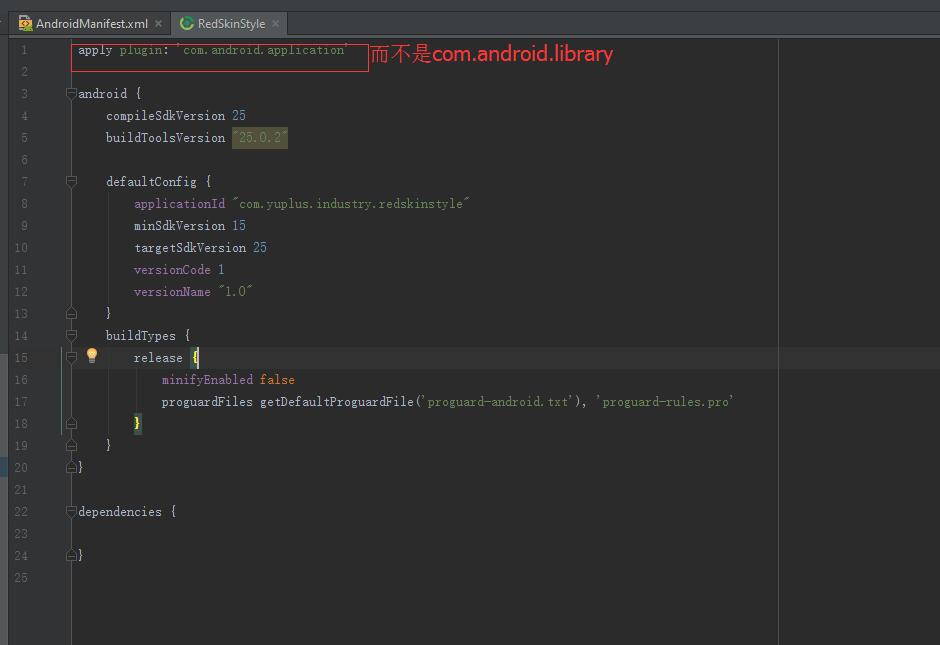 AndroidManifest.xml RedSkinStyle
1 apply plugin: 'com.android.application' 而不是com.android.library
2
3 android {
4 compileSdkVersion 25
5 buildToolsVersion "25.0.2"
6
7 defaultConfig {
8 applicationId "com.yuplus.industry.redskinstyle"
9 minSdkVersion 15
10 targetSdkVersion 25
11 versionCode 1
12 versionName "1.0"
13 }
14 buildTypes {
15 release {
16 minifyEnabled false
17 proguardFiles getDefaultProguardFile('proguard-android.txt'), 'proguard-rules.pro'
18 }
19 }
20 }
21
22 dependencies {
23
24 }
25